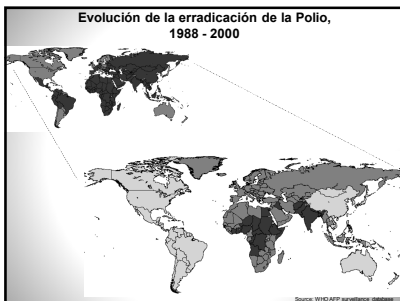 Evolución de la erradicación de la Polio,
1988 - 2000
Source: WHO AFP surveillance database